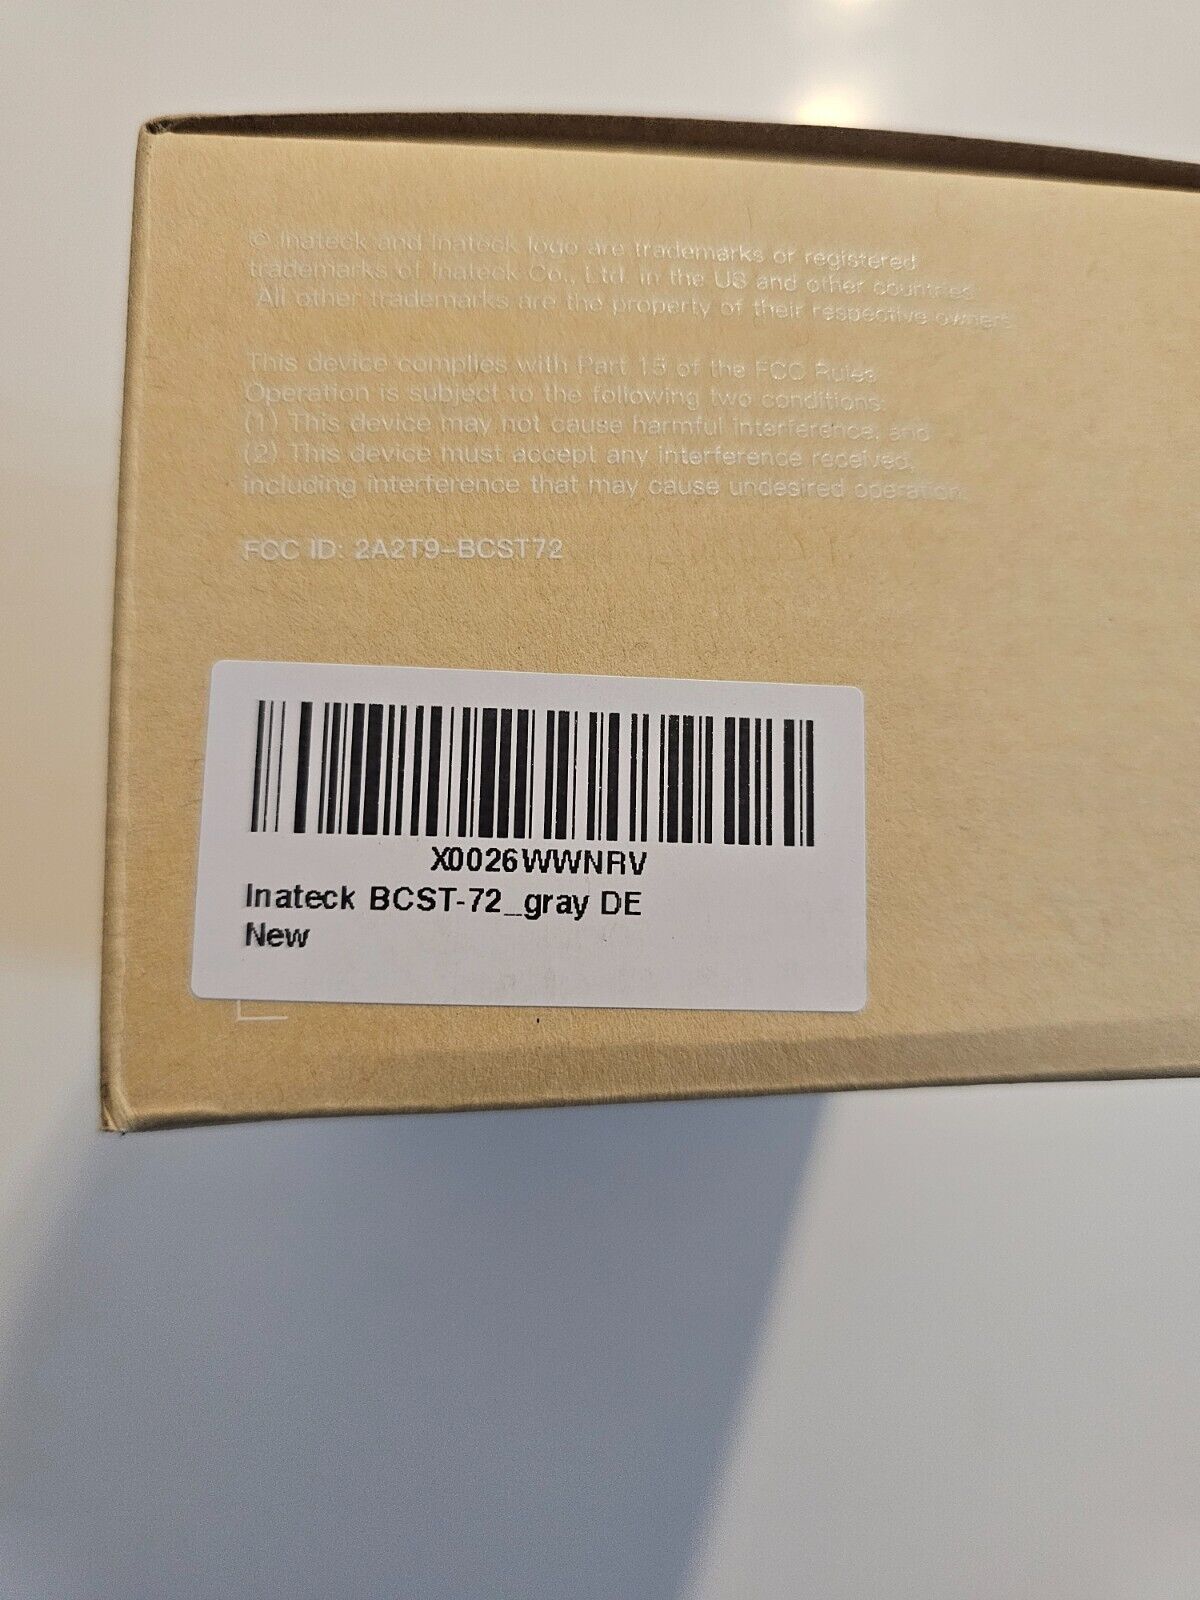 © Inateck and Inateck logo are trademarks or registered
trademarks of Inateck Co., Ltd. in the US and other countries.
All other trademarks are the property of their respective owners.
This device complies with Part 15 of the FCC Rules
Operation is subject to the following two conditions:
(1) This device may not cause harmful interference, and
(2) This device must accept any interference received,
including interference that may cause undesired operation.
FCC ID: 2A2T9-BCST72
X0026WWNRV
Inateck BCST-72_gray DE
New